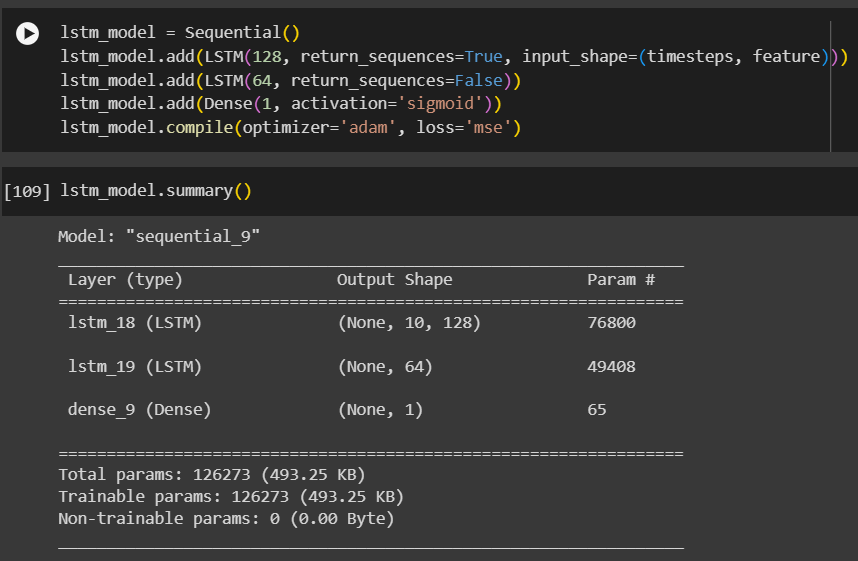 lstm_model = Sequential()
lstm_model.add(LSTM(128, return_sequences=True, input_shape=(timesteps, feature)))
lstm_model.add(LSTM(64, return_sequences=False))
lstm_model.add(Dense(1, activation='sigmoid'))
lstm_model.compile(optimizer='adam', loss='mse')
[109] lstm_model.summary()
Model: "sequential_9"
_________________________________________________________________
Layer (type) Output Shape Param #
=================================================================
lstm_18 (LSTM) (None, 10, 128) 76800
lstm_19 (LSTM) (None, 64) 49408
dense_9 (Dense) (None, 1) 65
=================================================================
Total params: 126273 (493.25 KB)
Trainable params: 126273 (493.25 KB)
Non-trainable params: 0 (0.00 Byte)
_________________________________________________________________